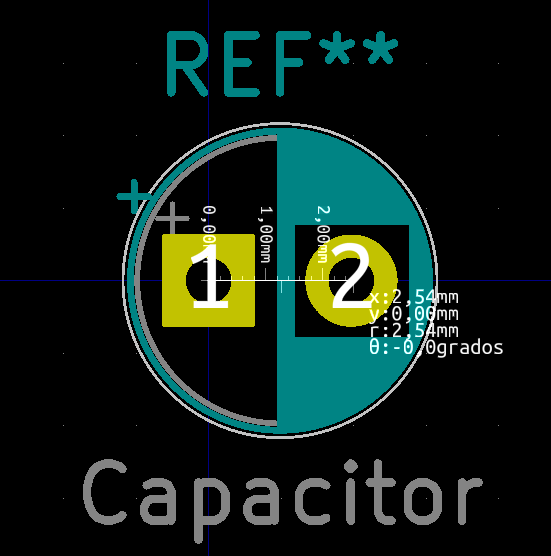 REF**
+
+
0,00mm
1,00mm
2,00mm
1
2
x:2,54mm
y:0,00mm
r:2,54mm
θ:-0,0grados
Capacitor